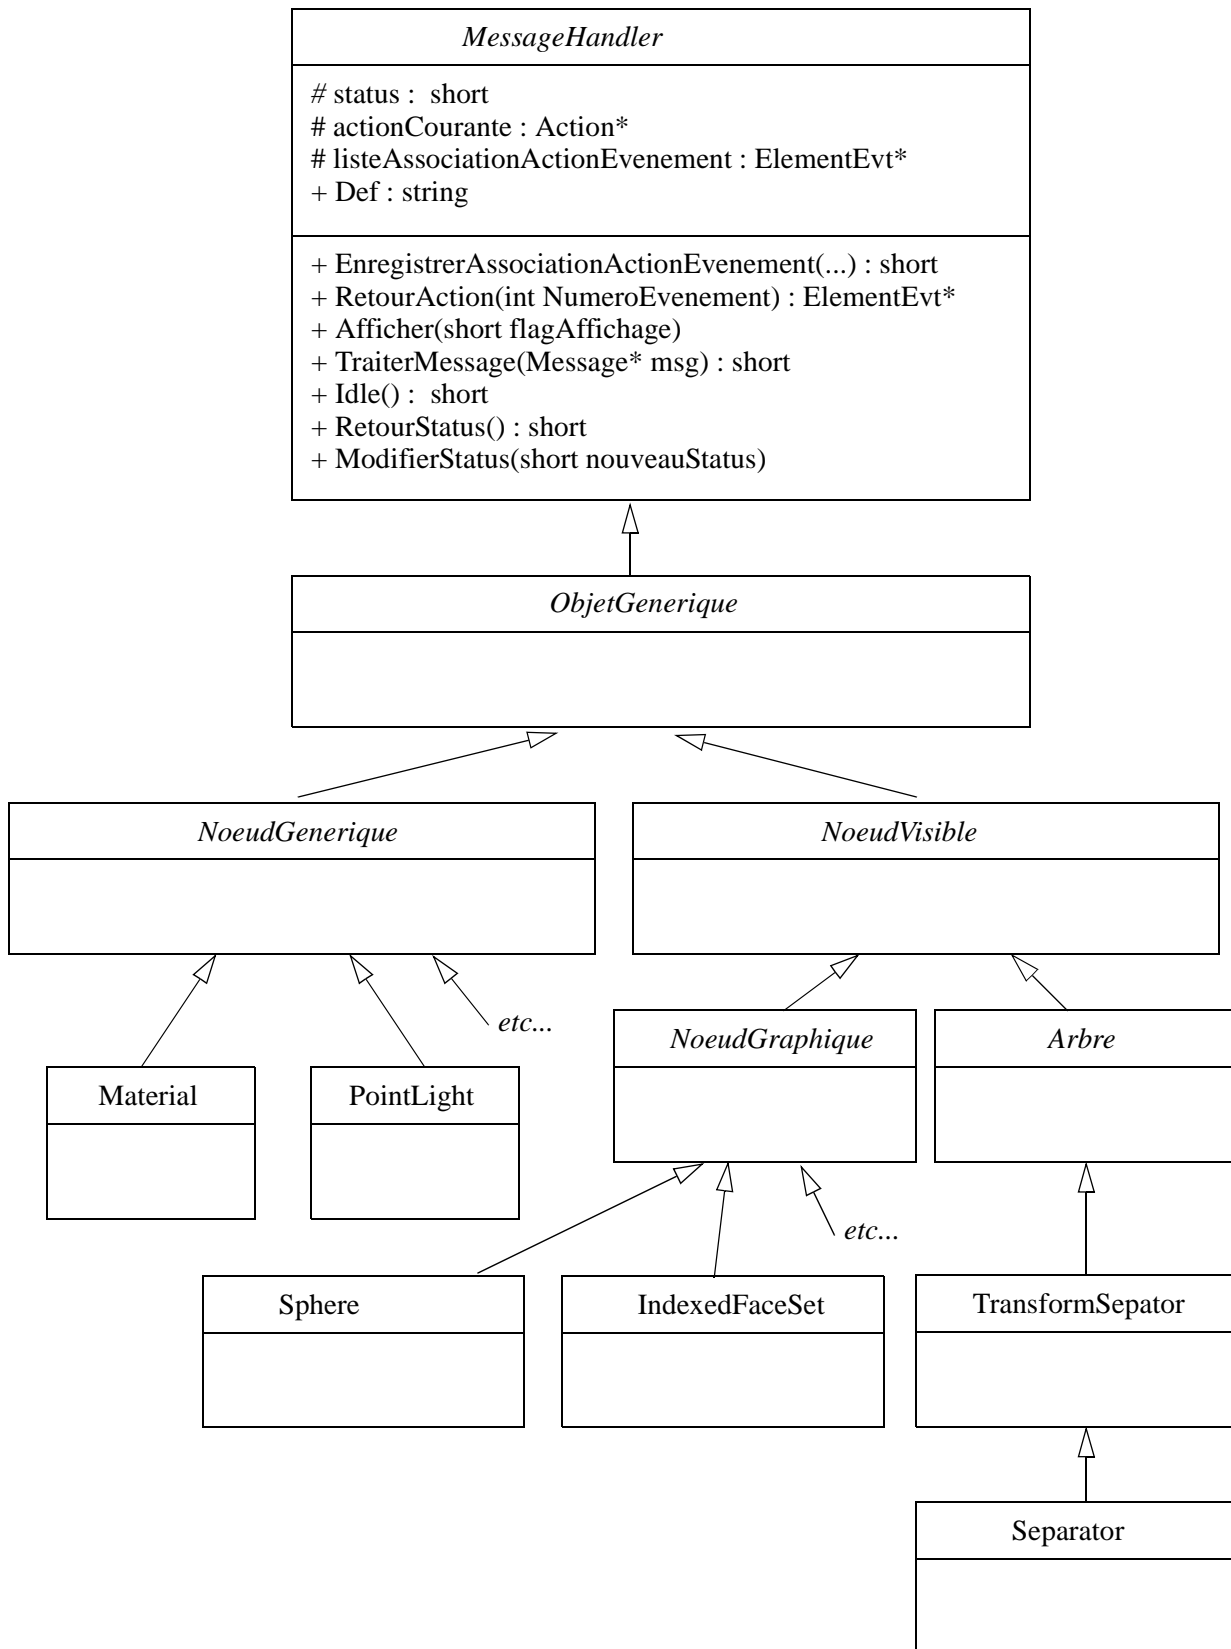 MessageHandler
# status :  short
# actionCourante : Action*
# listeAssociationActionEvenement : ElementEvt*
+ Def : string
+ EnregistrerAssociationActionEvenement(...) : short
+ RetourAction(int NumeroEvenement) : ElementEvt*
+ Afficher(short flagAffichage)
+ TraiterMessage(Message* msg) : short
+ Idle() :  short
+ RetourStatus() : short
+ ModifierStatus(short nouveauStatus)
ObjetGenerique
NoeudGenerique
NoeudVisible
etc...
NoeudGraphique
Arbre
Material
PointLight
etc...
Sphere
IndexedFaceSet
TransformSepator
Separator